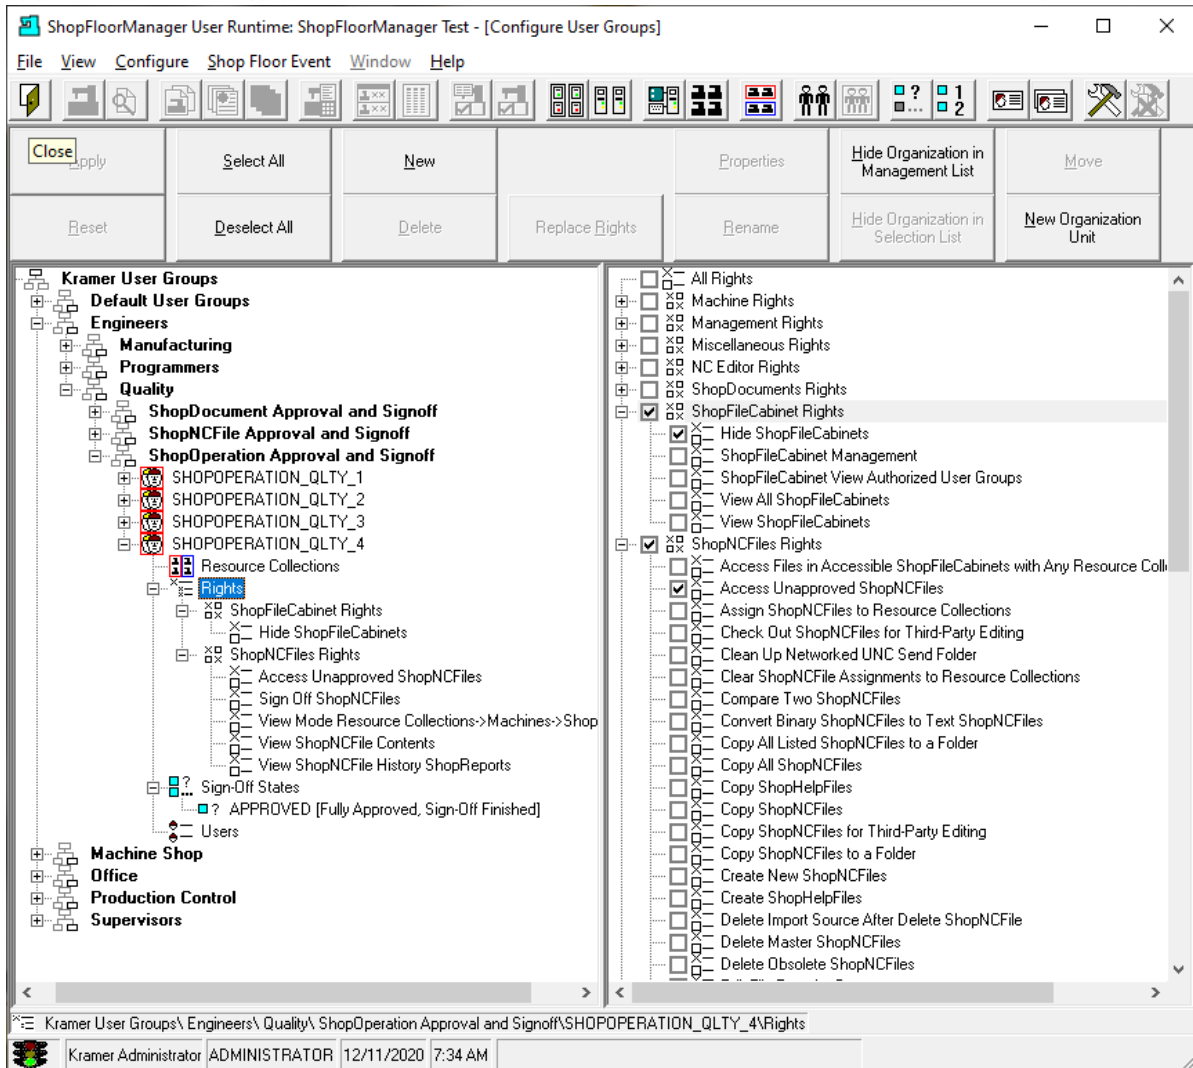 ShopFloorManager User Runtime: ShopFloorManager Test - [Configure User Groups]
File View Configure Shop Floor Event Window Help
Close
Select All
New
Properties
Hide Organization in
Management List
Move
Reset
Deselect All
Delete
Replace Rights
Rename
Hide Organization in
Selection List
New Organization
Unit
Kramer User Groups
Default User Groups
Engineers
Manufacturing
Programmers
Quality
ShopDocument Approval and Signoff
ShopNCFile Approval and Signoff
ShopOperation Approval and Signoff
SHOPOPERATION_QLTY_1
SHOPOPERATION_QLTY_2
SHOPOPERATION_QLTY_3
SHOPOPERATION_QLTY_4
Resource Collections
Rights
ShopFileCabinet Rights
Hide ShopFileCabinets
ShopNCFiles Rights
Access Unapproved ShopNCFiles
Sign Off ShopNCFiles
View Mode Resource Collections->Machines->Shop
View ShopNCFile Contents
View ShopNCFile History ShopReports
Sign-Off States
APPROVED [Fully Approved, Sign-Off Finished]
Users
Machine Shop
Office
Production Control
Supervisors
All Rights
Machine Rights
Management Rights
Miscellaneous Rights
NC Editor Rights
ShopDocuments Rights
ShopFileCabinet Rights
Hide ShopFileCabinets
ShopFileCabinet Management
ShopFileCabinet View Authorized User Groups
View All ShopFileCabinets
View ShopFileCabinets
ShopNCFiles Rights
Access Files in Accessible ShopFileCabinets with Any Resource Coll
Access Unapproved ShopNCFiles
Assign ShopNCFiles to Resource Collections
Check Out ShopNCFiles for Third-Party Editing
Clean Up Networked UNC Send Folder
Clear ShopNCFile Assignments to Resource Collections
Compare Two ShopNCFiles
Convert Binary ShopNCFiles to Text ShopNCFiles
Copy All Listed ShopNCFiles to a Folder
Copy All ShopNCFiles
Copy ShopHelpFiles
Copy ShopNCFiles
Copy ShopNCFiles for Third-Party Editing
Copy ShopNCFiles to a Folder
Create New ShopNCFiles
Create ShopHelpFiles
Delete Import Source After Delete ShopNCFile
Delete Master ShopNCFiles
Delete Obsolete ShopNCFiles
Kramer User Groups\ Engineers\ Quality\ ShopOperation Approval and Signoff\SHOPOPERATION_QLTY_4\Rights
Kramer Administrator ADMINISTRATOR 12/11/2020 7:34 AM